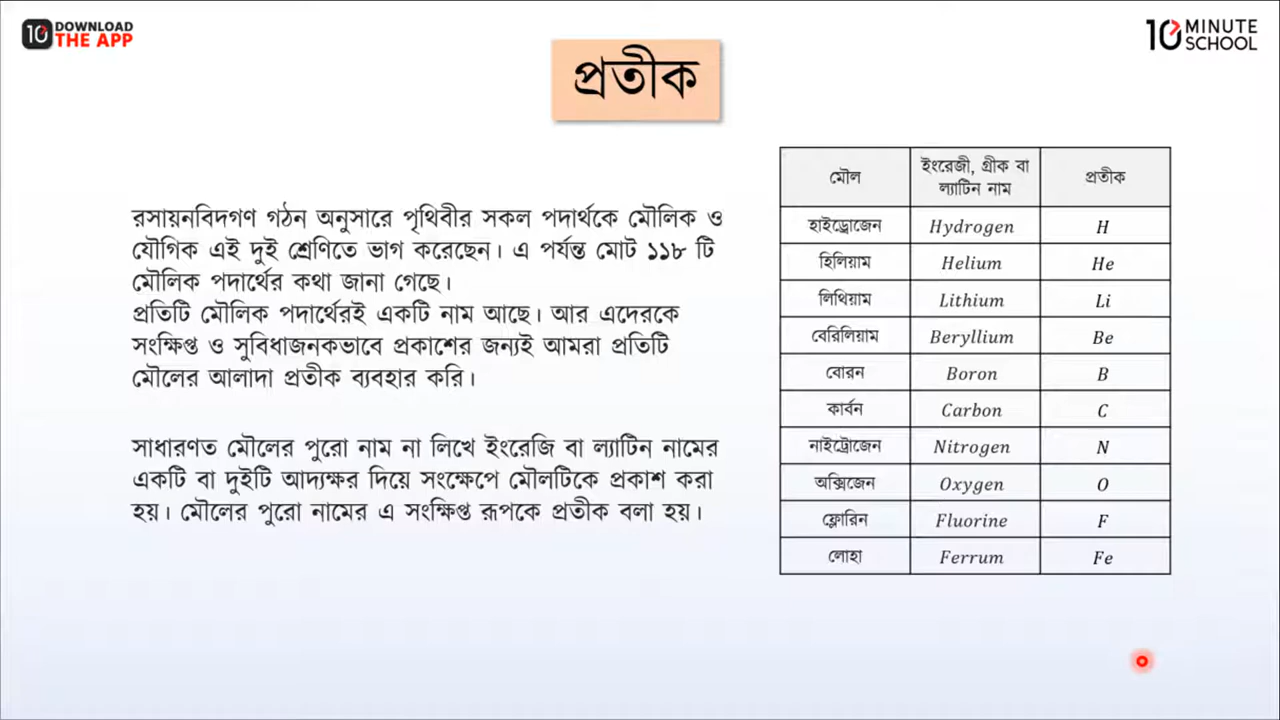 DOWNLOAD
THE APP
10 MINUTE
SCHOOL
প্রতীক
রসায়নবিদগণ গঠন অনুসারে পৃথিবীর সকল পদার্থকে মৌলিক ও
যৌগিক এই দুই শ্রেণিতে ভাগ করেছেন। এ পর্যন্ত মোট ১১৮ টি
মৌলিক পদার্থের কথা জানা গেছে।
প্রতিটি মৌলিক পদার্থেরই একটি নাম আছে। আর এদেরকে
সংক্ষিপ্ত ও সুবিধাজনকভাবে প্রকাশের জন্যই আমরা প্রতিটি
মৌলের আলাদা প্রতীক ব্যবহার করি।
সাধারণত মৌলের পুরো নাম না লিখে ইংরেজি বা ল্যাটিন নামের
একটি বা দুইটি আদ্যক্ষর দিয়ে সংক্ষেপে মৌলটিকে প্রকাশ করা
হয়। মৌলের পুরো নামের এ সংক্ষিপ্ত রূপকে প্রতীক বলা হয়।
মৌল ইংরেজী, গ্রীক বা ল্যাটিন নাম প্রতীক
হাইড্রোজেন Hydrogen H
হিলিয়াম Helium He
লিথিয়াম Lithium Li
বেরিলিয়াম Beryllium Be
বোরন Boron B
কার্বন Carbon C
নাইট্রোজেন Nitrogen N
অক্সিজেন Oxygen O
ফ্লোরিন Fluorine F
লোহা Ferrum Fe